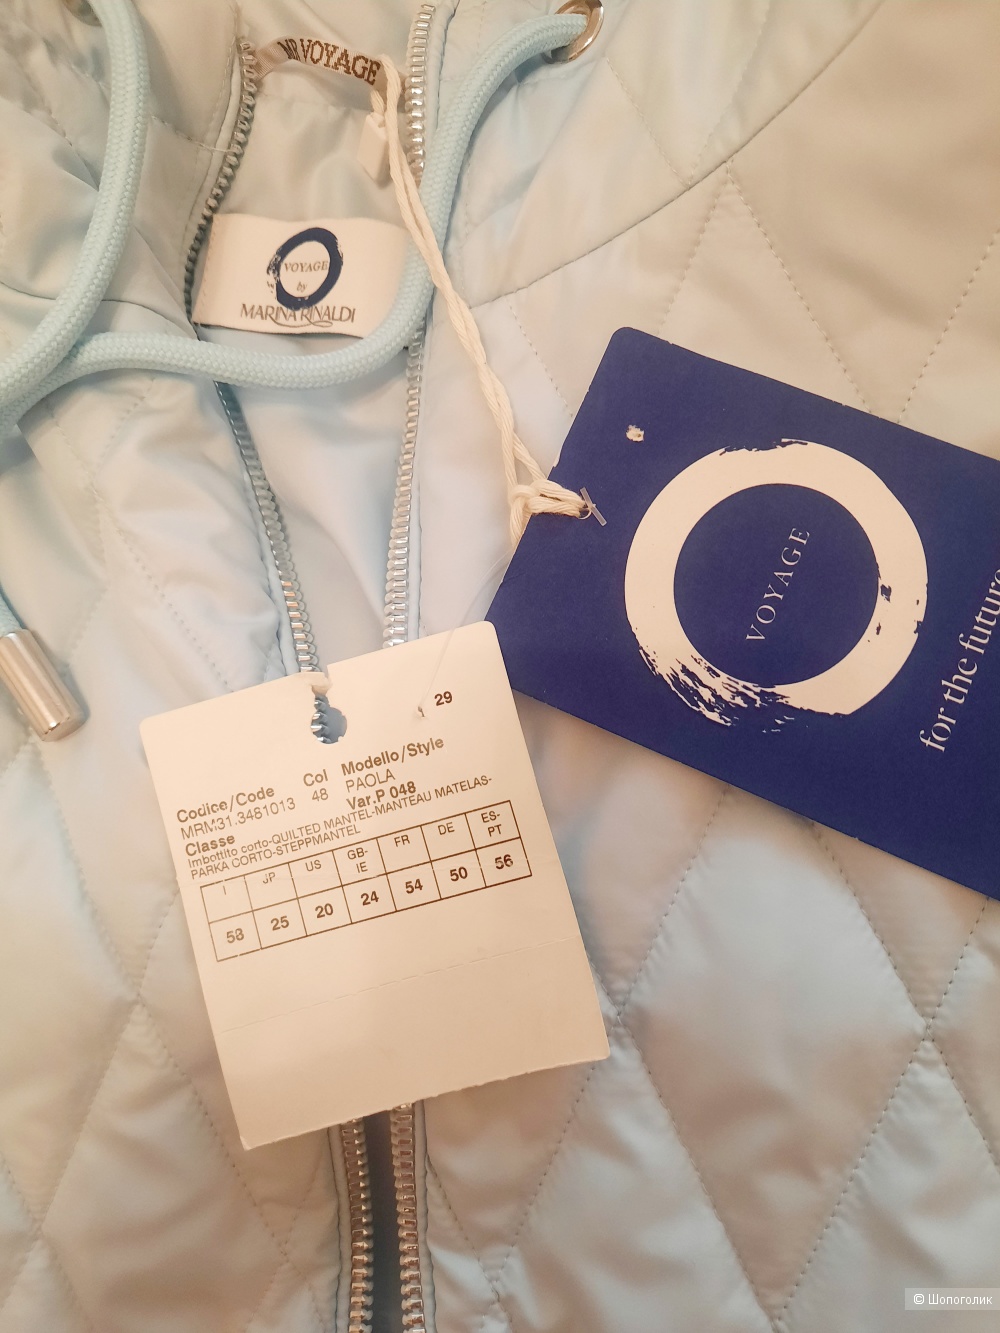 MR VOYAGE
VOYAGE
by
MARINA RINALDI
VOYAGE
for the future
29
Codice/Code Col Modello/Style
MRM31.3481013 48 PAOLA
Var.P 048
Classe
Imbottito corto-QUILTED MANTEL-MANTEAU MATELAS-
PARKA CORTO-STEPPMANTEL
I JP US GB-IE FR DE ES-PT
58 25 20 24 54 50 56
© Шопоголик